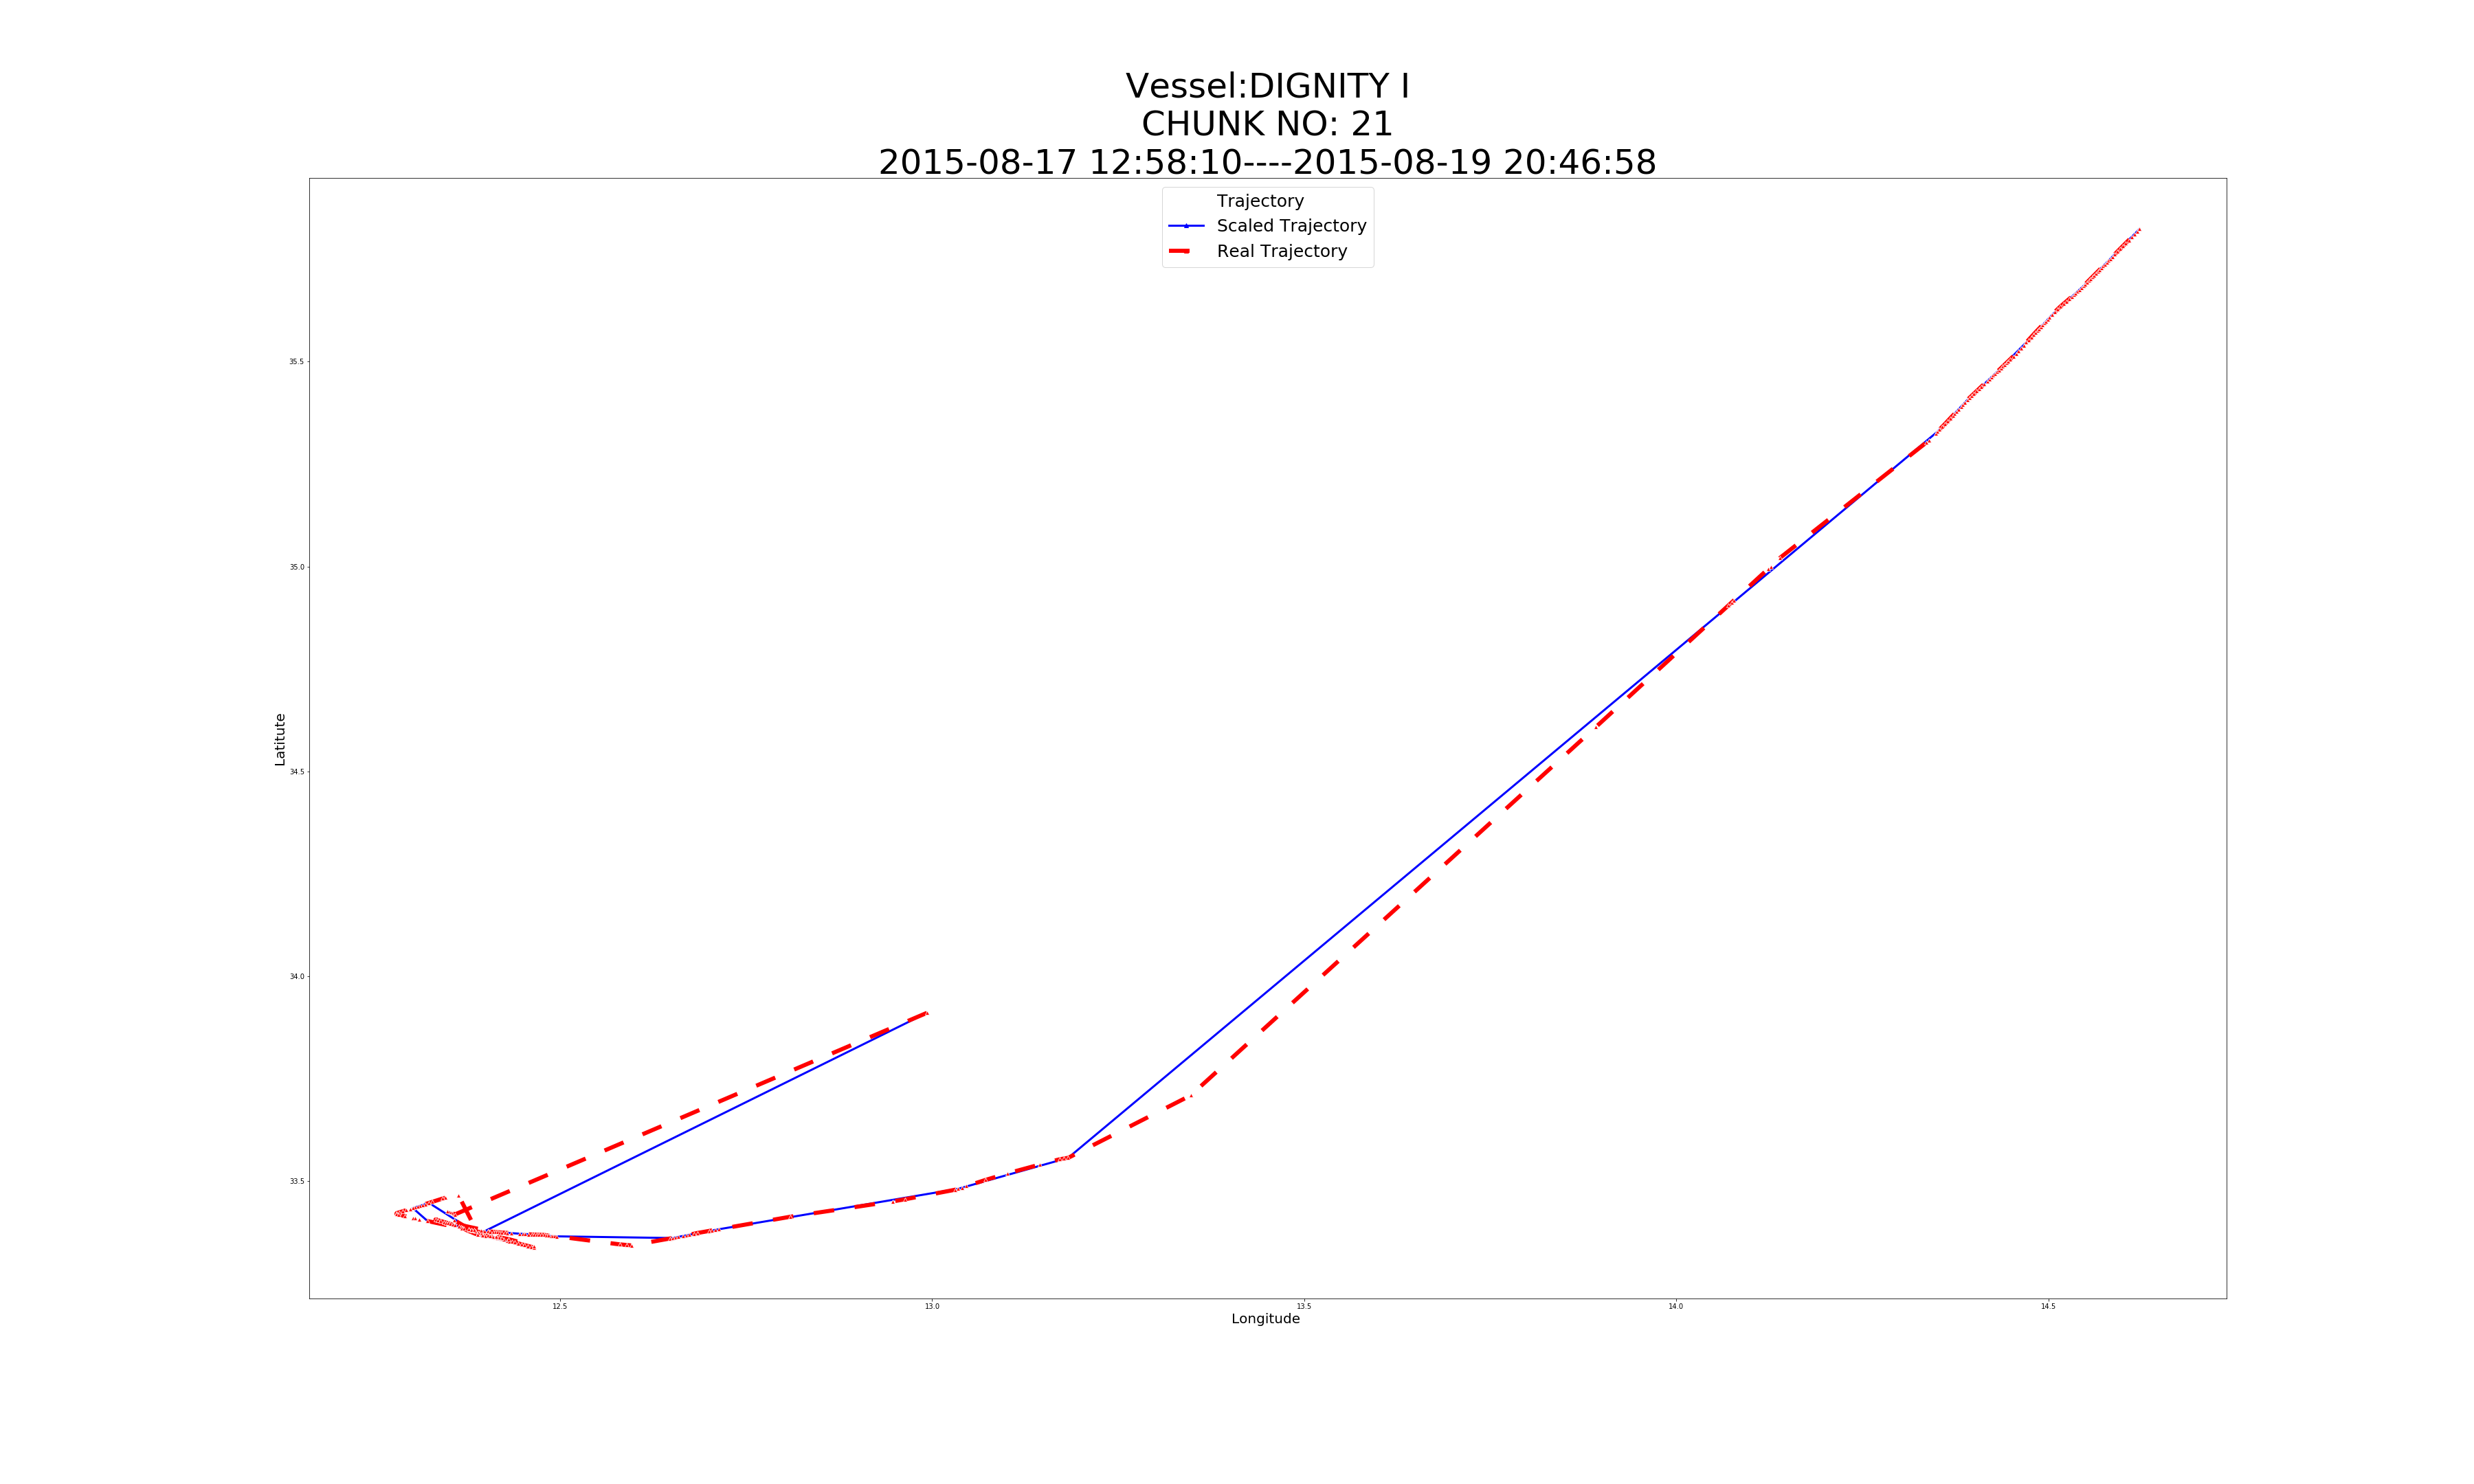 Vessel:DIGNITY I
CHUNK NO: 21
2015-08-17 12:58:10----2015-08-19 20:46:58
Trajectory
Scaled Trajectory
Real Trajectory
35.5
35.0
34.5
34.0
33.5
Latitute
12.5
13.0
13.5
14.0
14.5
Longitude